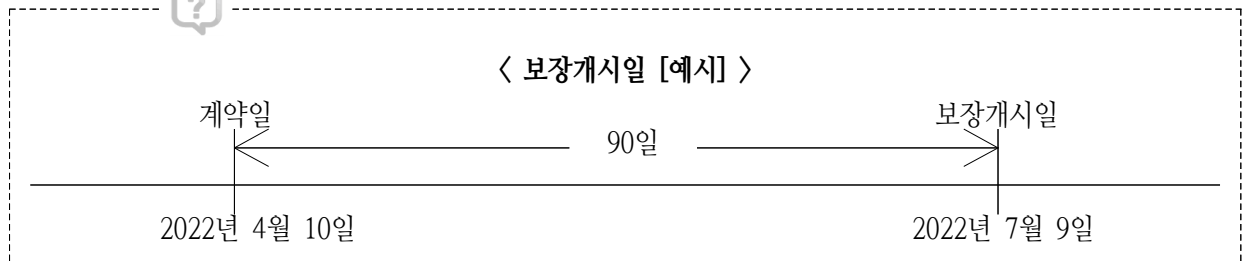 ?
〈 보장개시일 [예시] 〉
계약일 보장개시일
90일
2022년 4월 10일 2022년 7월 9일